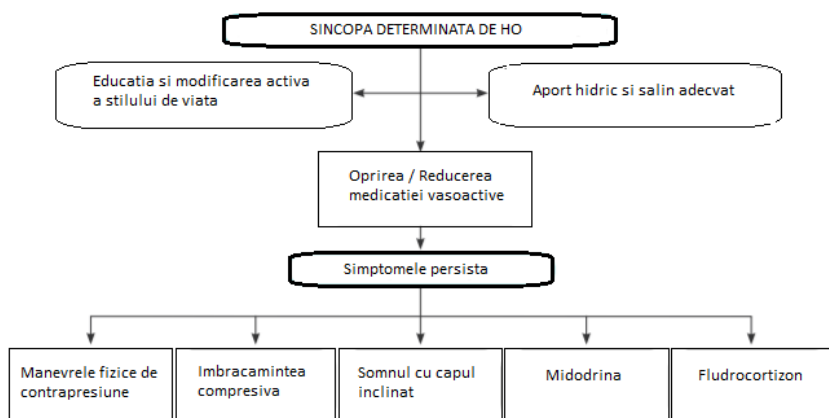 SINCOPA DETERMINATA DE HO
Educatia si modificarea activa
a stilului de viata
Aport hidric si salin adecvat
Oprirea / Reducerea
medicatiei vasoactive
Simptomele persista
Manevrele fizice de
contrapresiune
Imbracamintea
compresiva
Somnul cu capul
inclinat
Midodrina
Fludrocortizon